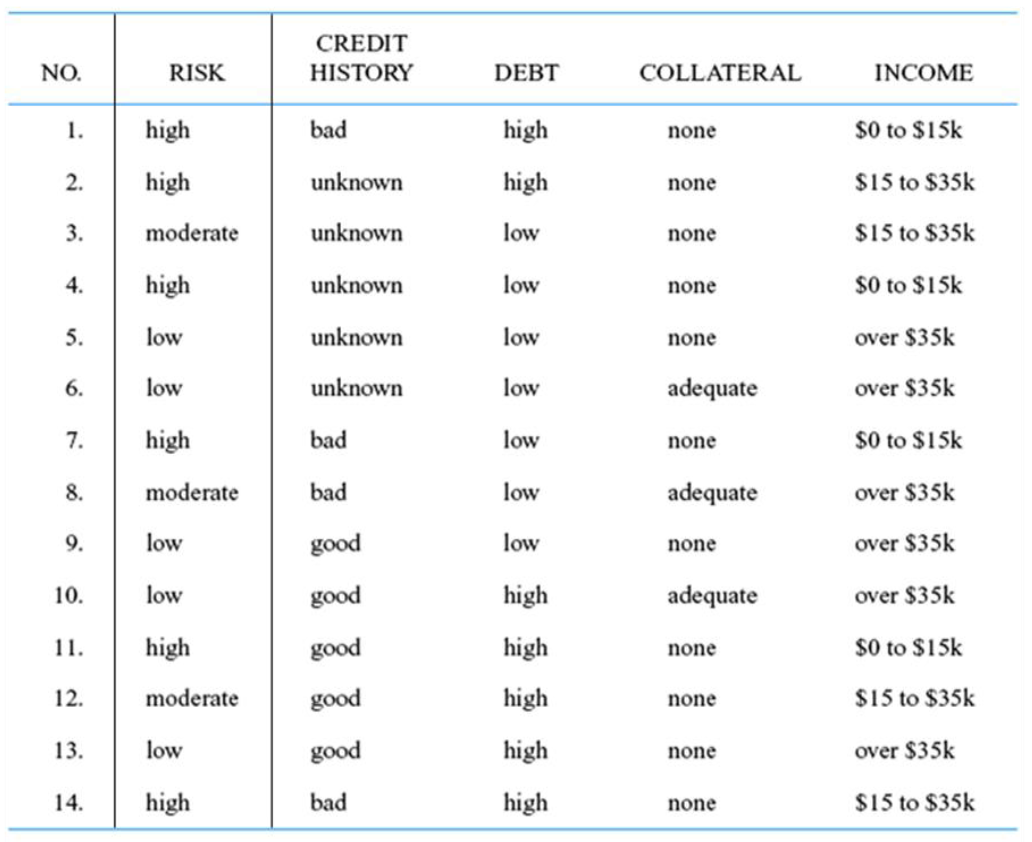 NO. RISK CREDIT HISTORY DEBT COLLATERAL INCOME
1. high bad high none $0 to $15k
2. high unknown high none $15 to $35k
3. moderate unknown low none $15 to $35k
4. high unknown low none $0 to $15k
5. low unknown low none over $35k
6. low unknown low adequate over $35k
7. high bad low none $0 to $15k
8. moderate bad low adequate over $35k
9. low good low none over $35k
10. low good high adequate over $35k
11. high good high none $0 to $15k
12. moderate good high none $15 to $35k
13. low good high none over $35k
14. high bad high none $15 to $35k